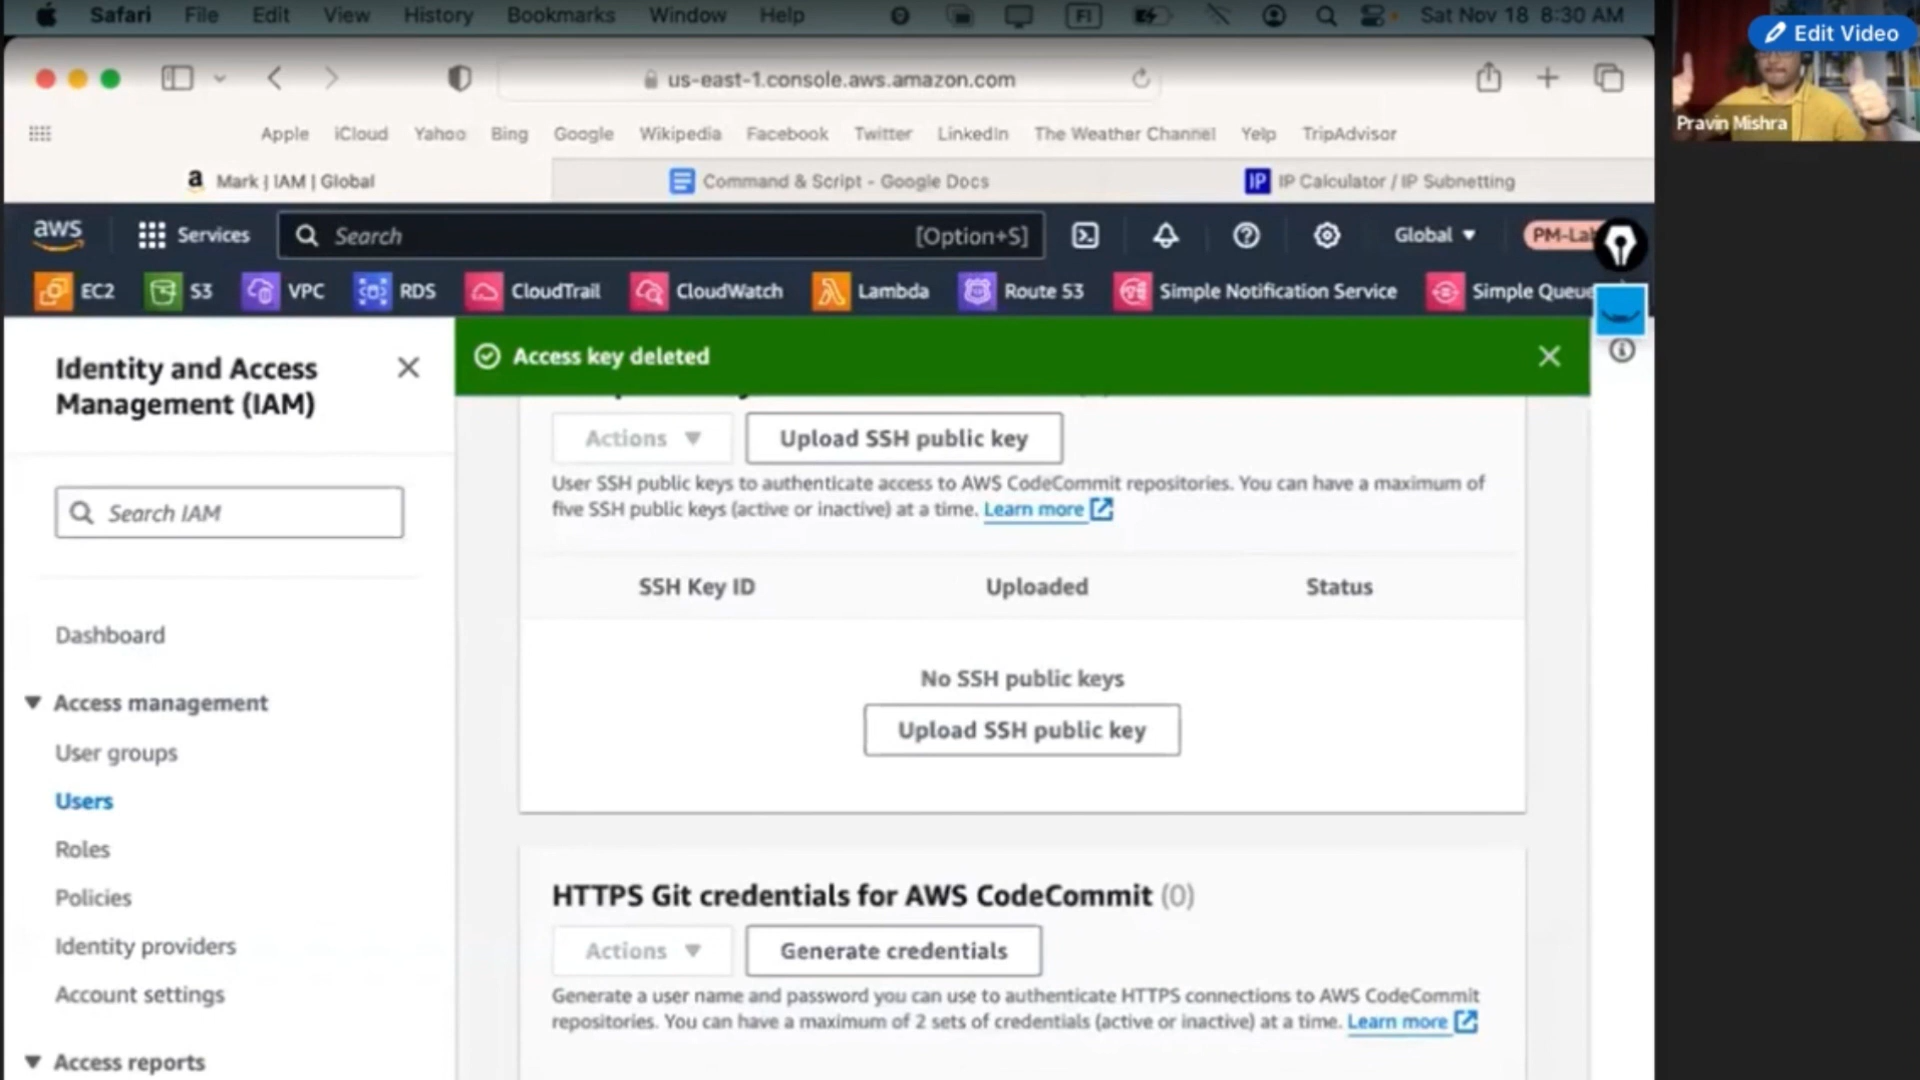 Safari File Edit View History Bookmarks Window Help FI Sat Nov 18 8:30 AM
Edit Video
us-east-1.console.aws.amazon.com
Pravin Mishra
Apple iCloud Yahoo Bing Google Wikipedia Facebook Twitter LinkedIn The Weather Channel Yelp TripAdvisor
a Mark | IAM | Global
Command & Script - Google Docs
IP IP Calculator / IP Subnetting
aws Services Search [Option+S] Global PM-Lab
EC2 S3 VPC RDS CloudTrail CloudWatch Lambda Route 53 Simple Notification Service Simple Queue
Identity and Access
Management (IAM)
Search IAM
Dashboard
Access management
User groups
Users
Roles
Policies
Identity providers
Account settings
Access reports
Access key deleted
Actions Upload SSH public key
User SSH public keys to authenticate access to AWS CodeCommit repositories. You can have a maximum of
five SSH public keys (active or inactive) at a time. Learn more
SSH Key ID Uploaded Status
No SSH public keys
Upload SSH public key
HTTPS Git credentials for AWS CodeCommit (0)
Actions Generate credentials
Generate a user name and password you can use to authenticate HTTPS connections to AWS CodeCommit
repositories. You can have a maximum of 2 sets of credentials (active or inactive) at a time. Learn more